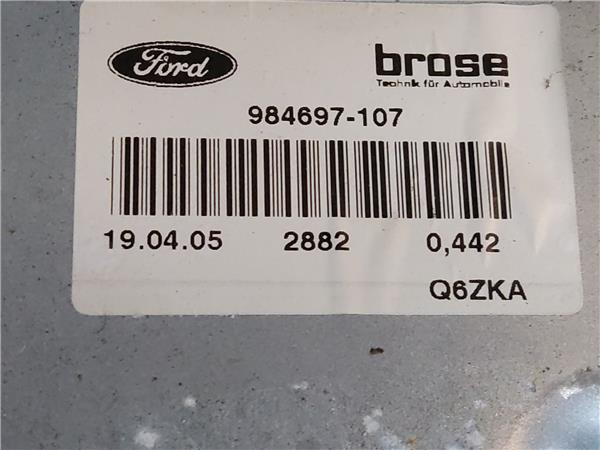 Ford
brose
Technik für Automobile
984697-107
19.04.05 2882 0,442
Q6ZKA